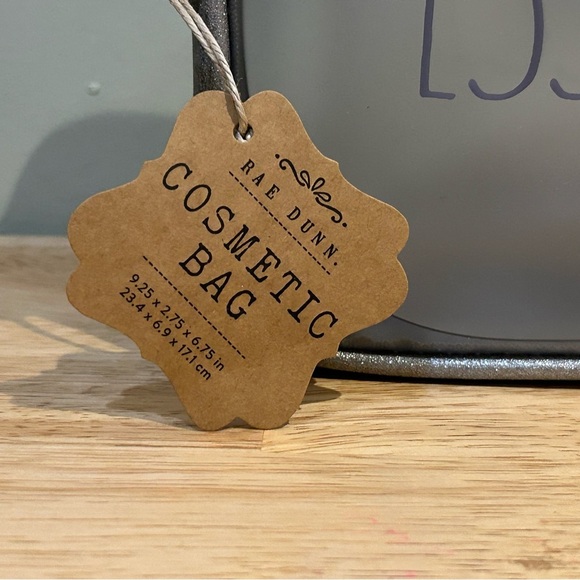 RAE DUNN.
COSMETIC
BAG
9.25 x 2.75 x 6.75 in
23.4 x 6.9 x 17.1 cm